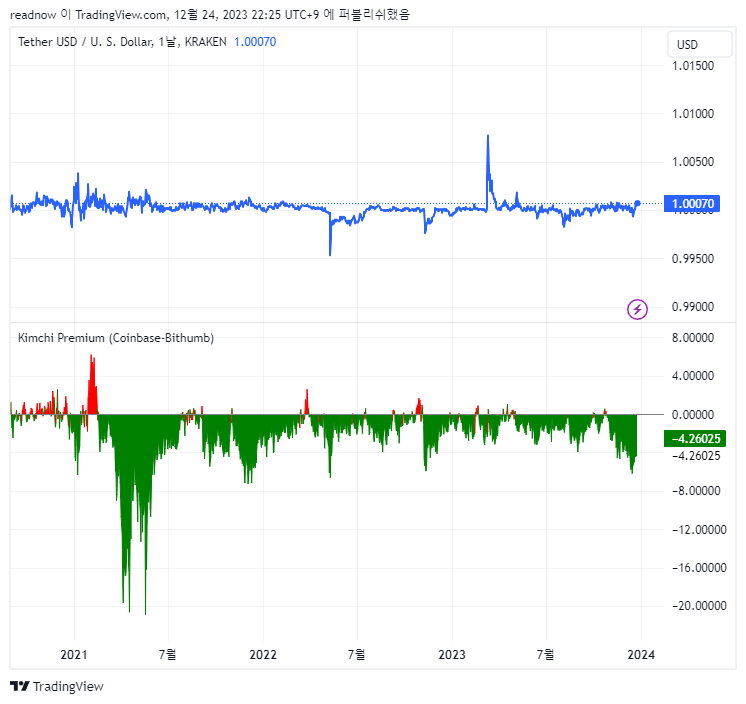 readnow 이 TradingView.com, 12월 24, 2023 22:25 UTC+9 에 퍼블리쉬했음
Tether USD / U. S. Dollar, 1날, KRAKEN 1.00070
USD
1.01500
1.01000
1.00500
1.00070
1.00000
0.99500
0.99000
Kimchi Premium (Coinbase-Bithumb)
8.00000
4.00000
0.00000
−4.26025
−4.26025
−8.00000
−12.00000
−16.00000
−20.00000
2021 7월 2022 7월 2023 7월 2024
TradingView